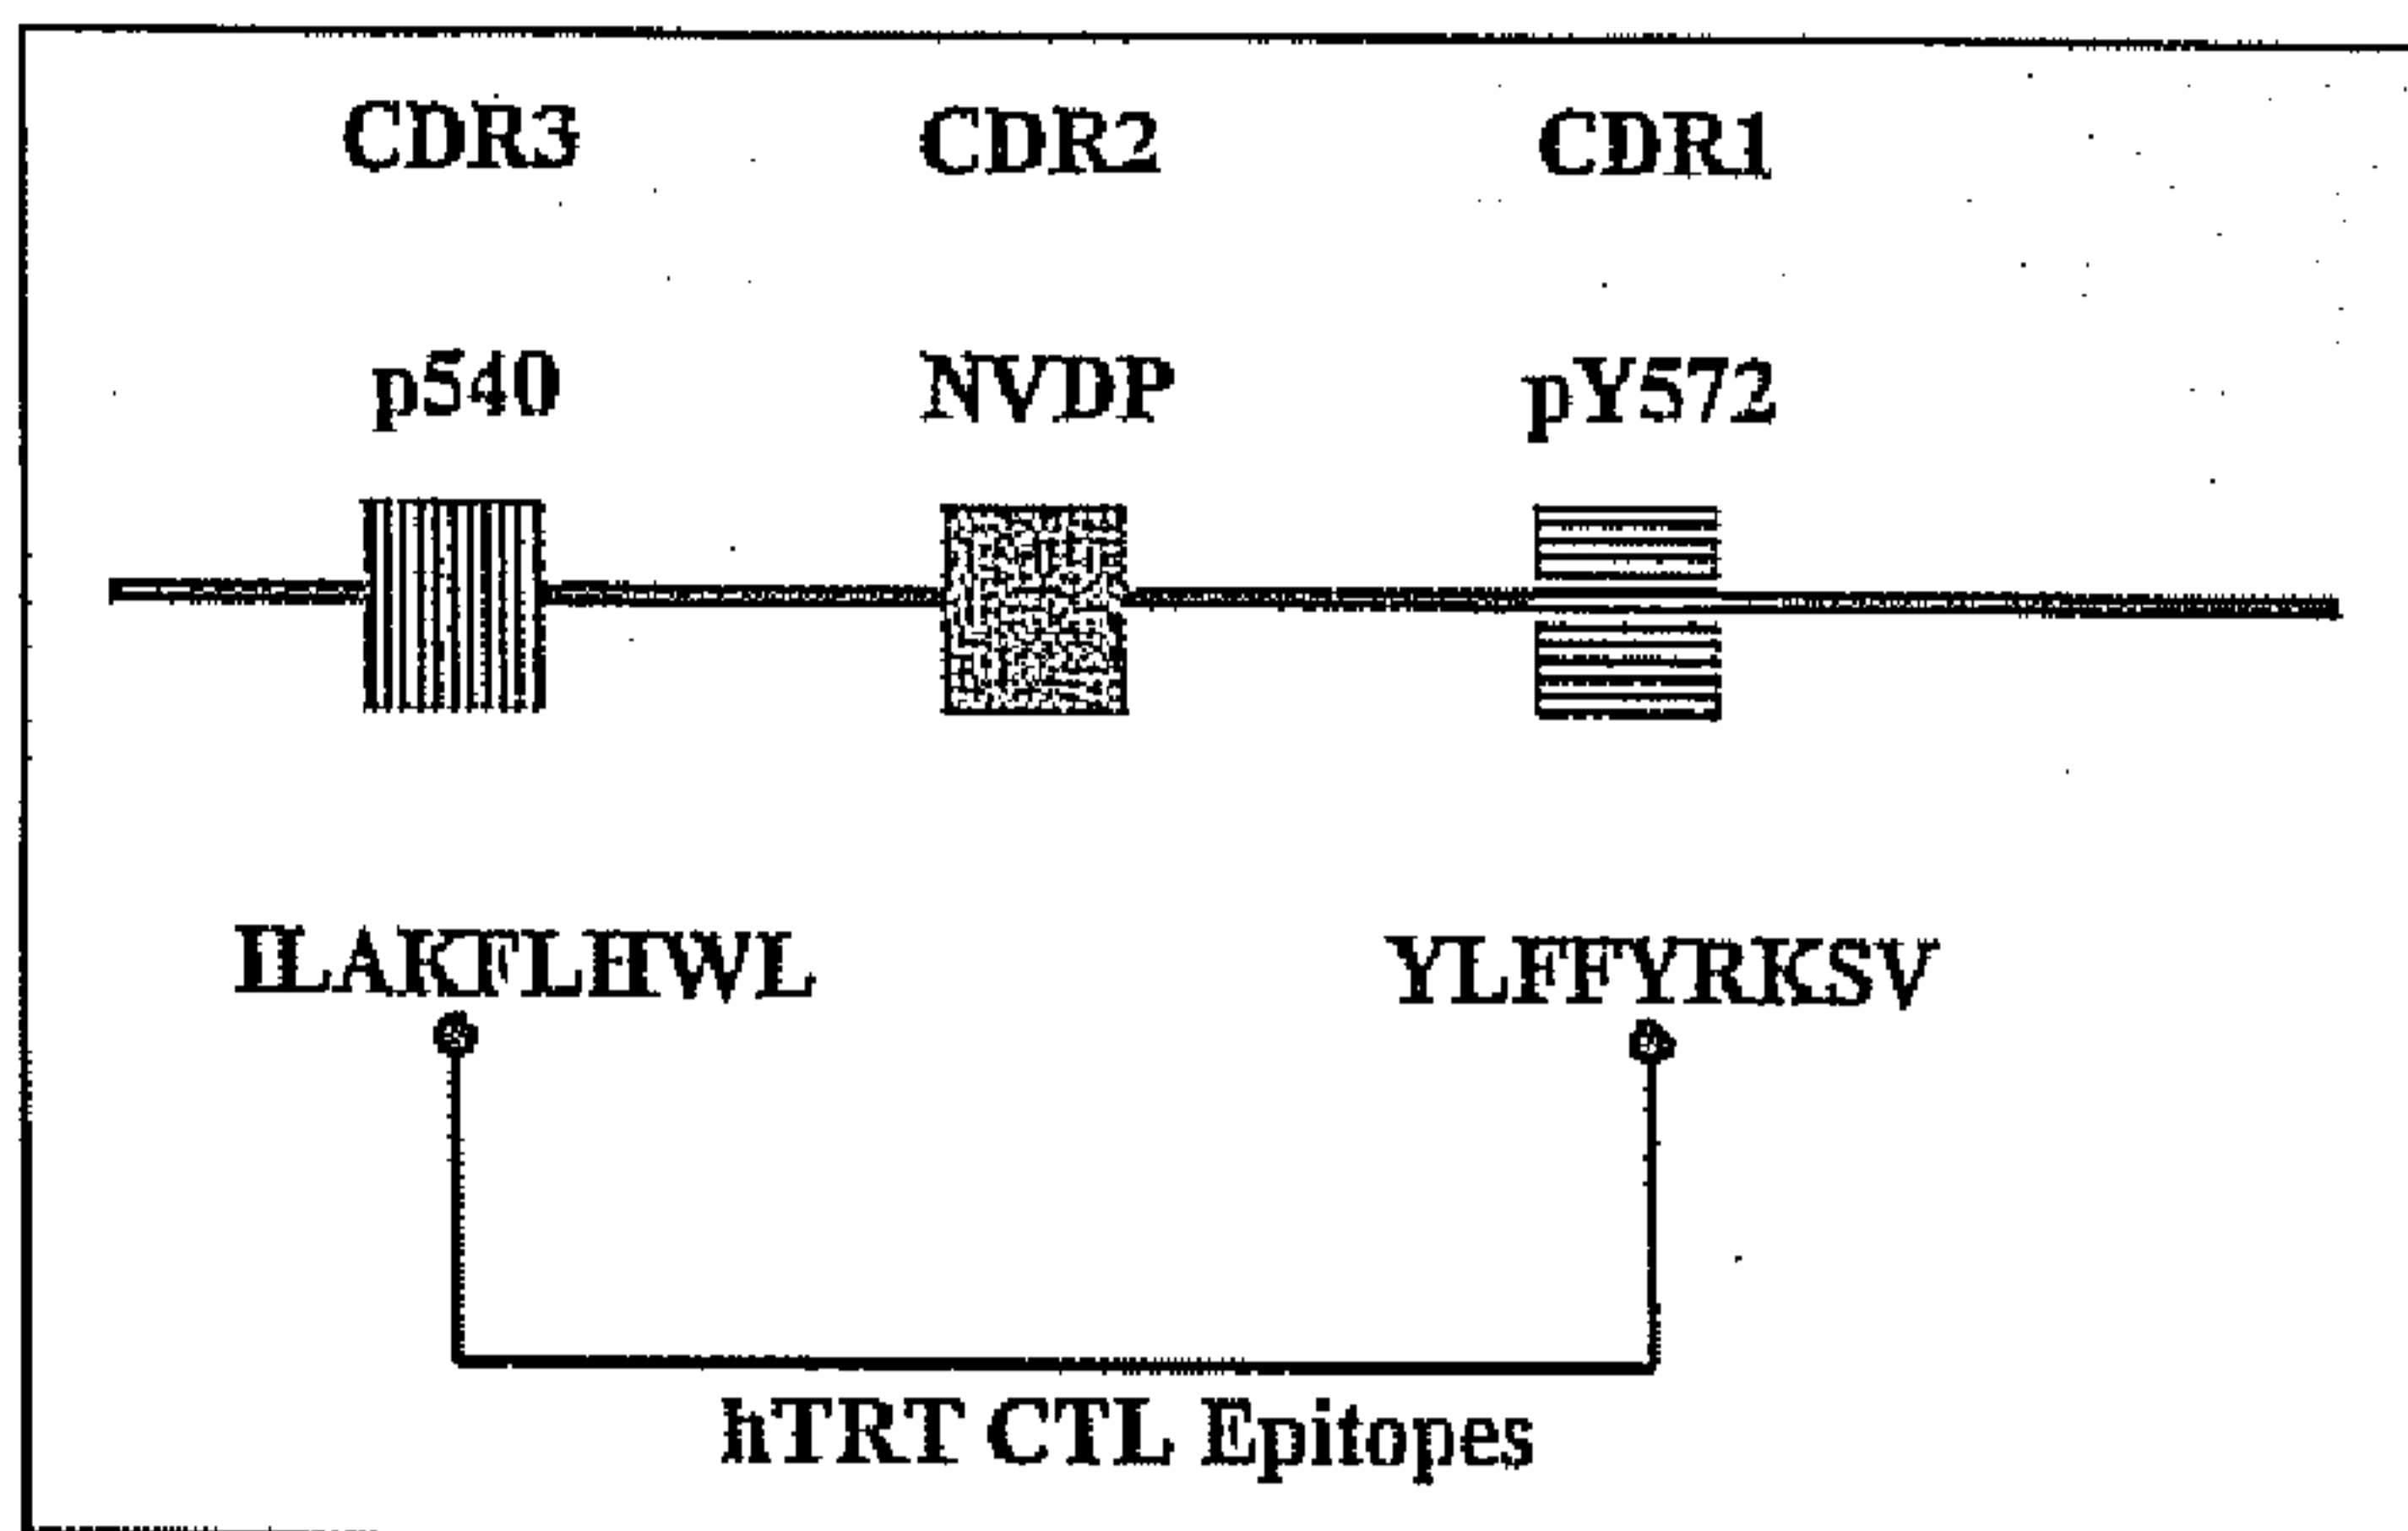 CDR3 CDR2 CDR1
p540 NVDP pY572
ILAKFLHWL YLFFYRKSV
hTRT CTL Epitopes